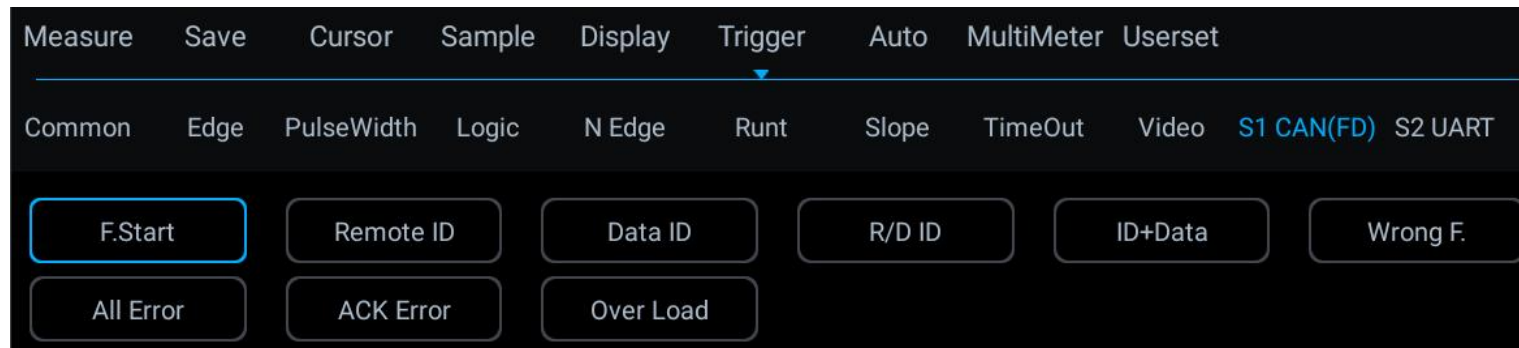 Measure Save Cursor Sample Display Trigger Auto MultiMeter Userset
Common Edge PulseWidth Logic N Edge Runt Slope TimeOut Video S1 CAN(FD) S2 UART
F.Start Remote ID Data ID R/D ID ID+Data Wrong F.
All Error ACK Error Over Load